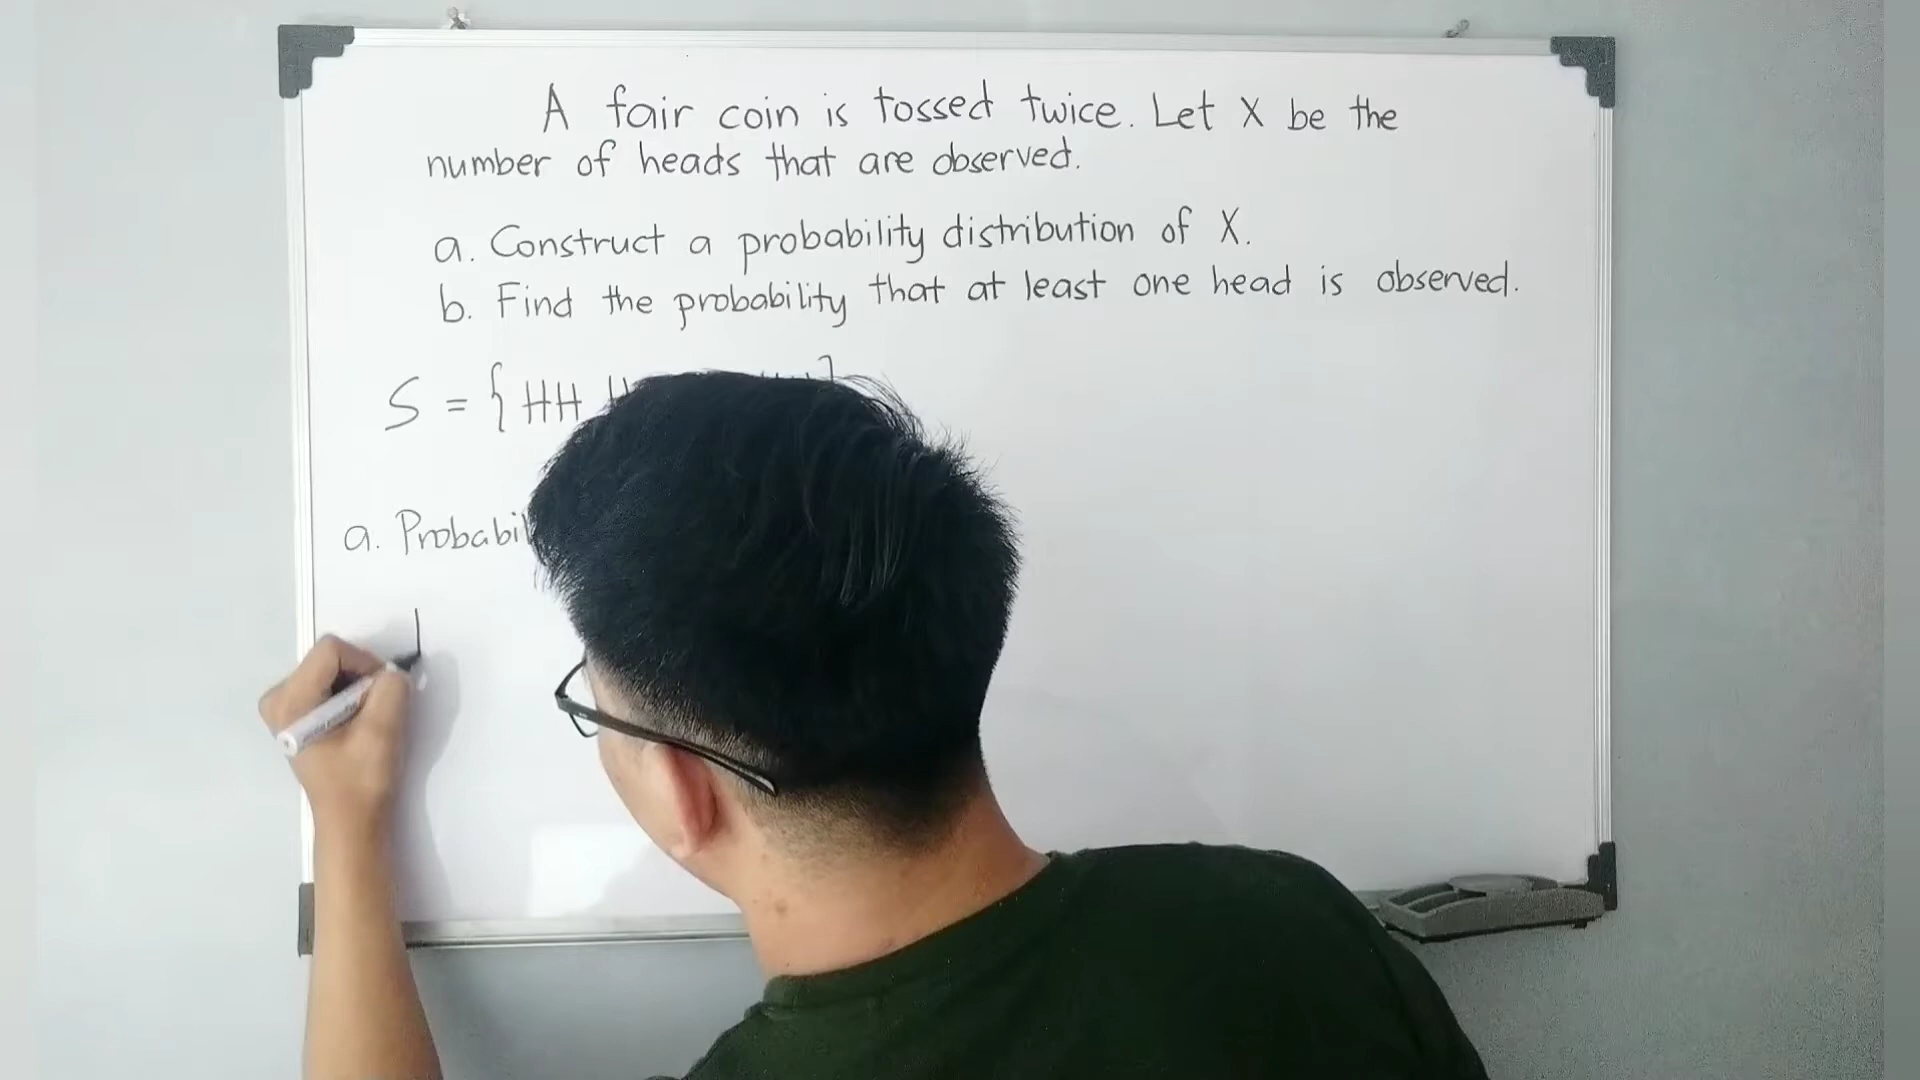 A fair coin is tossed twice. Let X be the
number of heads that are observed.
a. Construct a probability distribution of X.
b. Find the probability that at least one head is observed.
S = { HH
a. Probabil